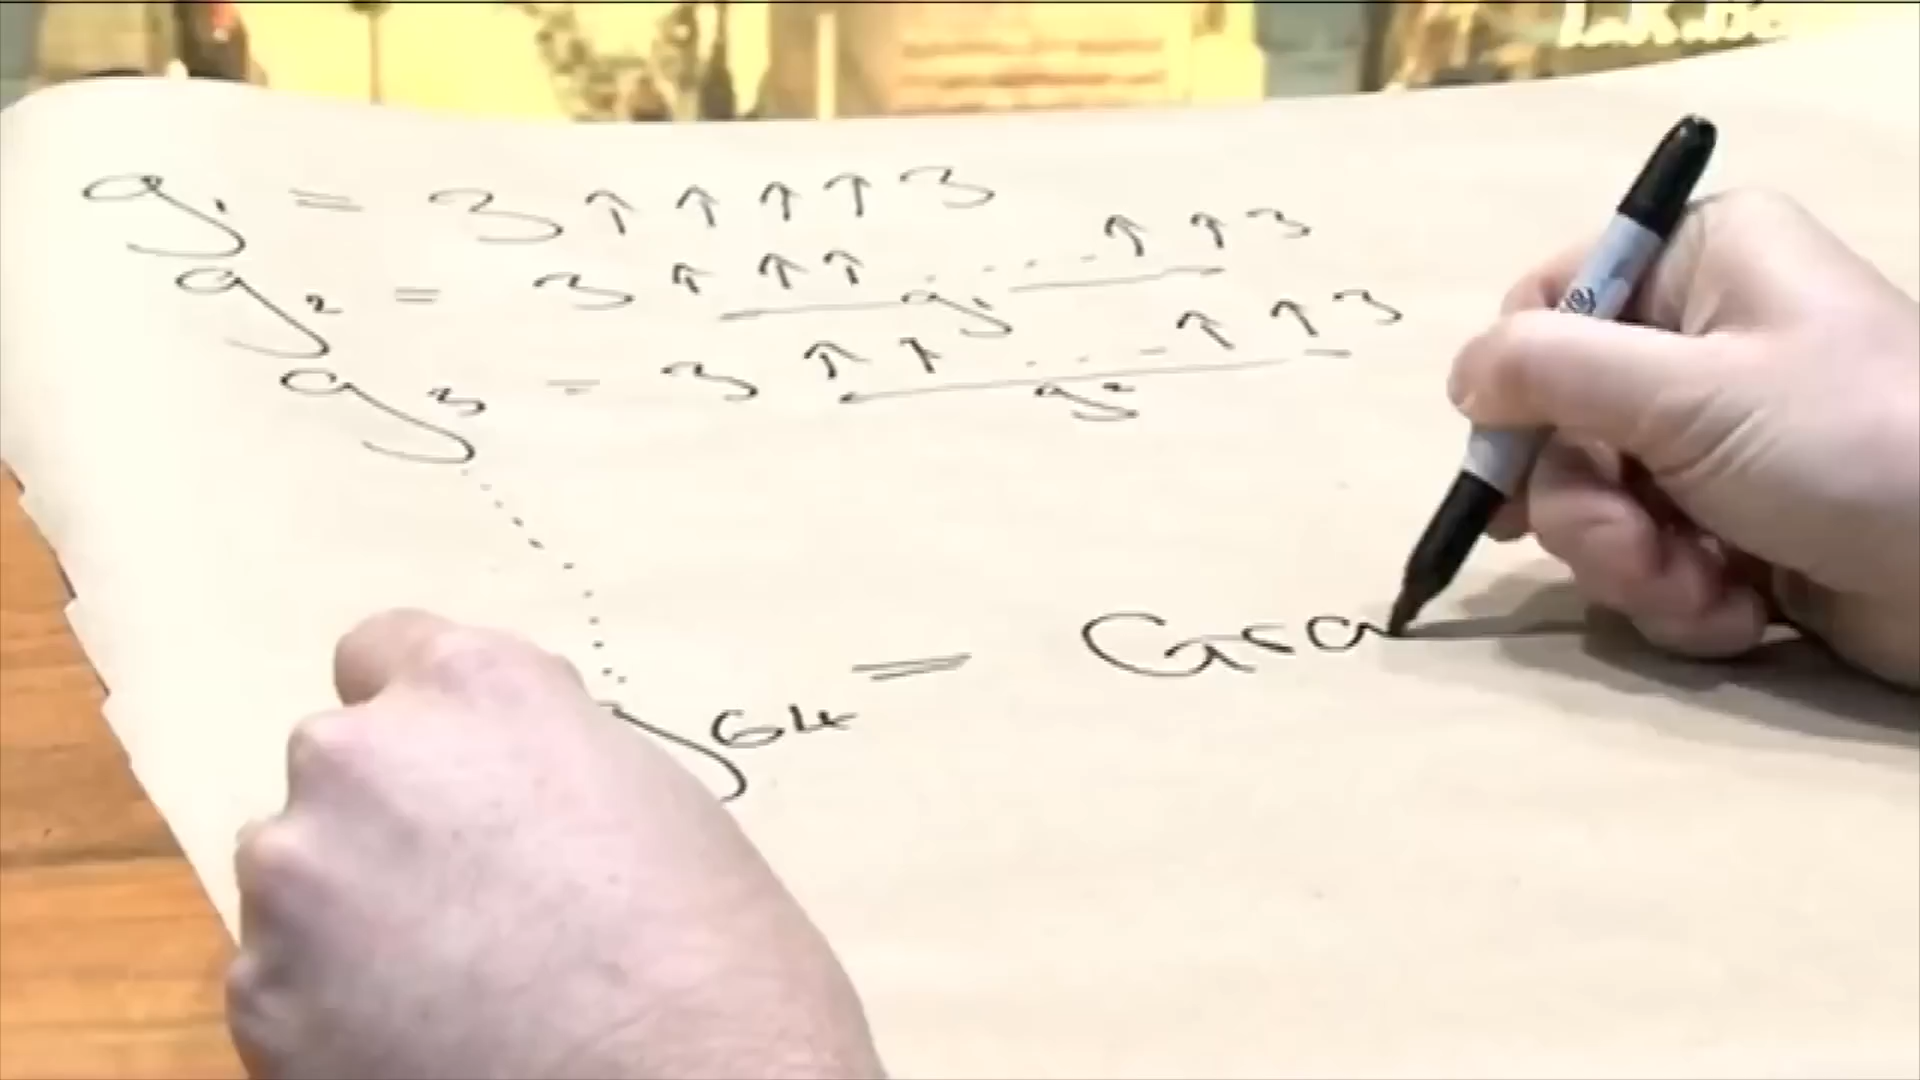 g1 = 3 ↑ ↑ ↑ ↑ 3
g2 = 3 ↑ ↑ ↑ ..... ↑ ↑ 3
g1
g3 = 3 ↑ ↑ ..... ↑ ↑ 3
g2
g64 = Gra